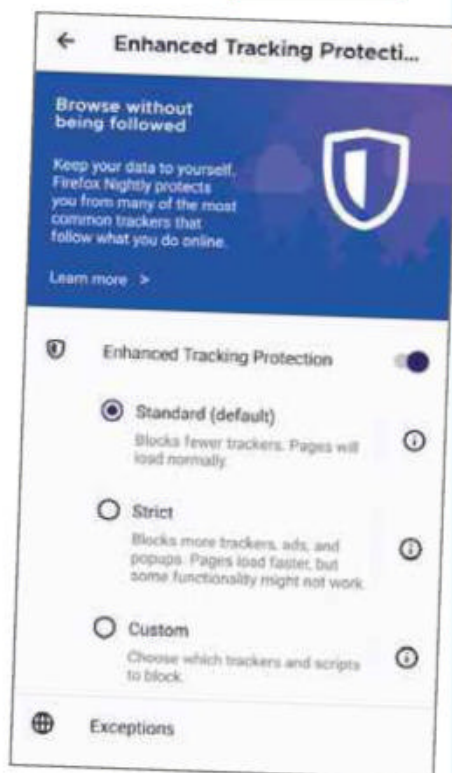 Enhanced Tracking Protecti...
Browse without
being followed
Keep your data to yourself.
Firefox Nightly protects
you from many of the most
common trackers that
follow what you do online.
Learn more >
Enhanced Tracking Protection
Standard (default)
Blocks fewer trackers. Pages will
load normally.
Strict
Blocks more trackers, ads, and
popups. Pages load faster, but
some functionality might not work.
Custom
Choose which trackers and scripts
to block.
Exceptions